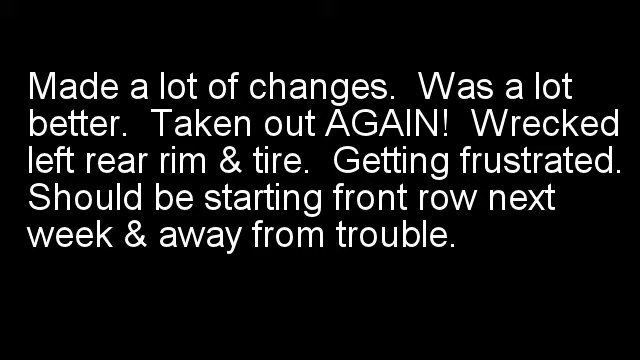 Made a lot of changes.  Was a lot
better.  Taken out AGAIN!  Wrecked
left rear rim & tire.  Getting frustrated.
Should be starting front row next
week & away from trouble.